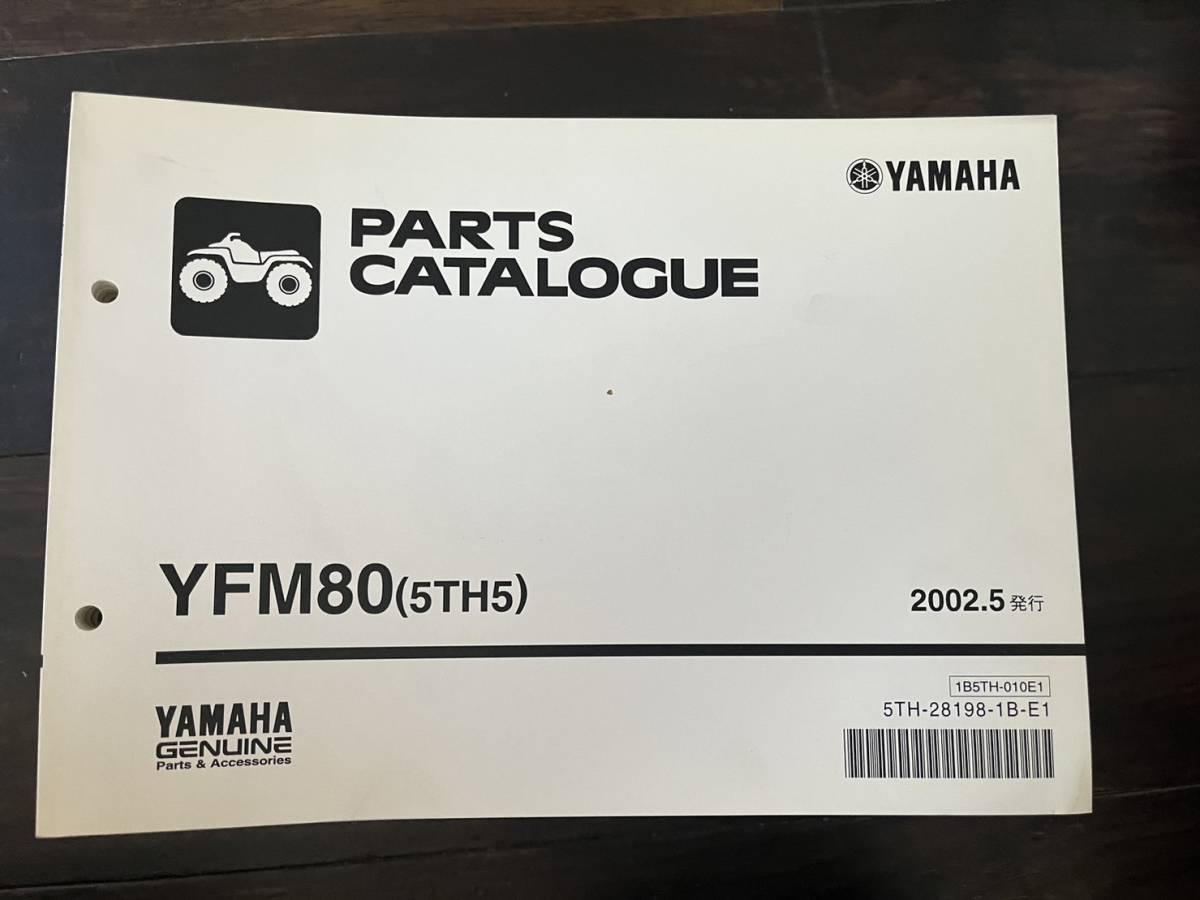 YAMAHA
PARTS
CATALOGUE
YFM80(5TH5)
2002.5 発行
1B5TH-010E1
5TH-28198-1B-E1
YAMAHA
GENUINE
Parts & Accessories